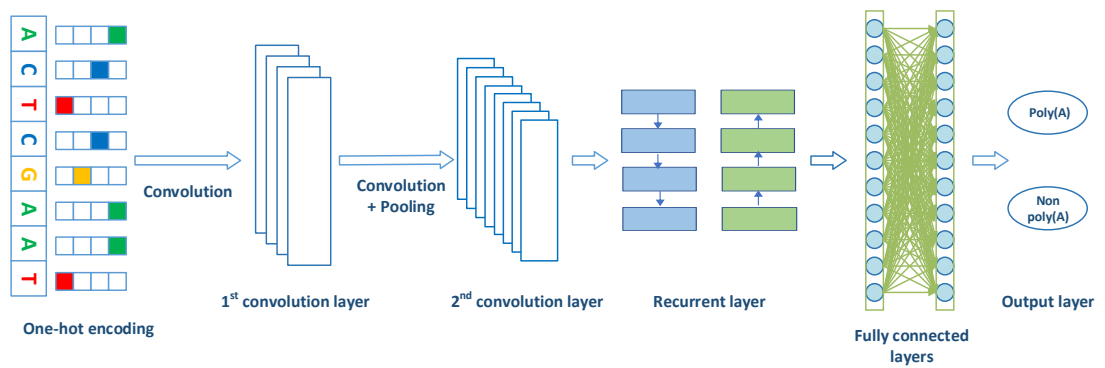 A
C
T
C
G
A
A
T
One-hot encoding
Convolution
1st convolution layer
Convolution
+ Pooling
2nd convolution layer
Recurrent layer
Fully connected
layers
Poly(A)
Non
poly(A)
Output layer